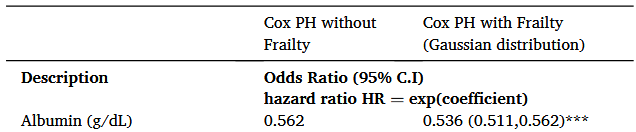 Cox PH without Frailty
Cox PH with Frailty (Gaussian distribution)
Description
Odds Ratio (95% C.I)
hazard ratio HR = exp(coefficient)
Albumin (g/dL)
0.562
0.536 (0.511,0.562)***